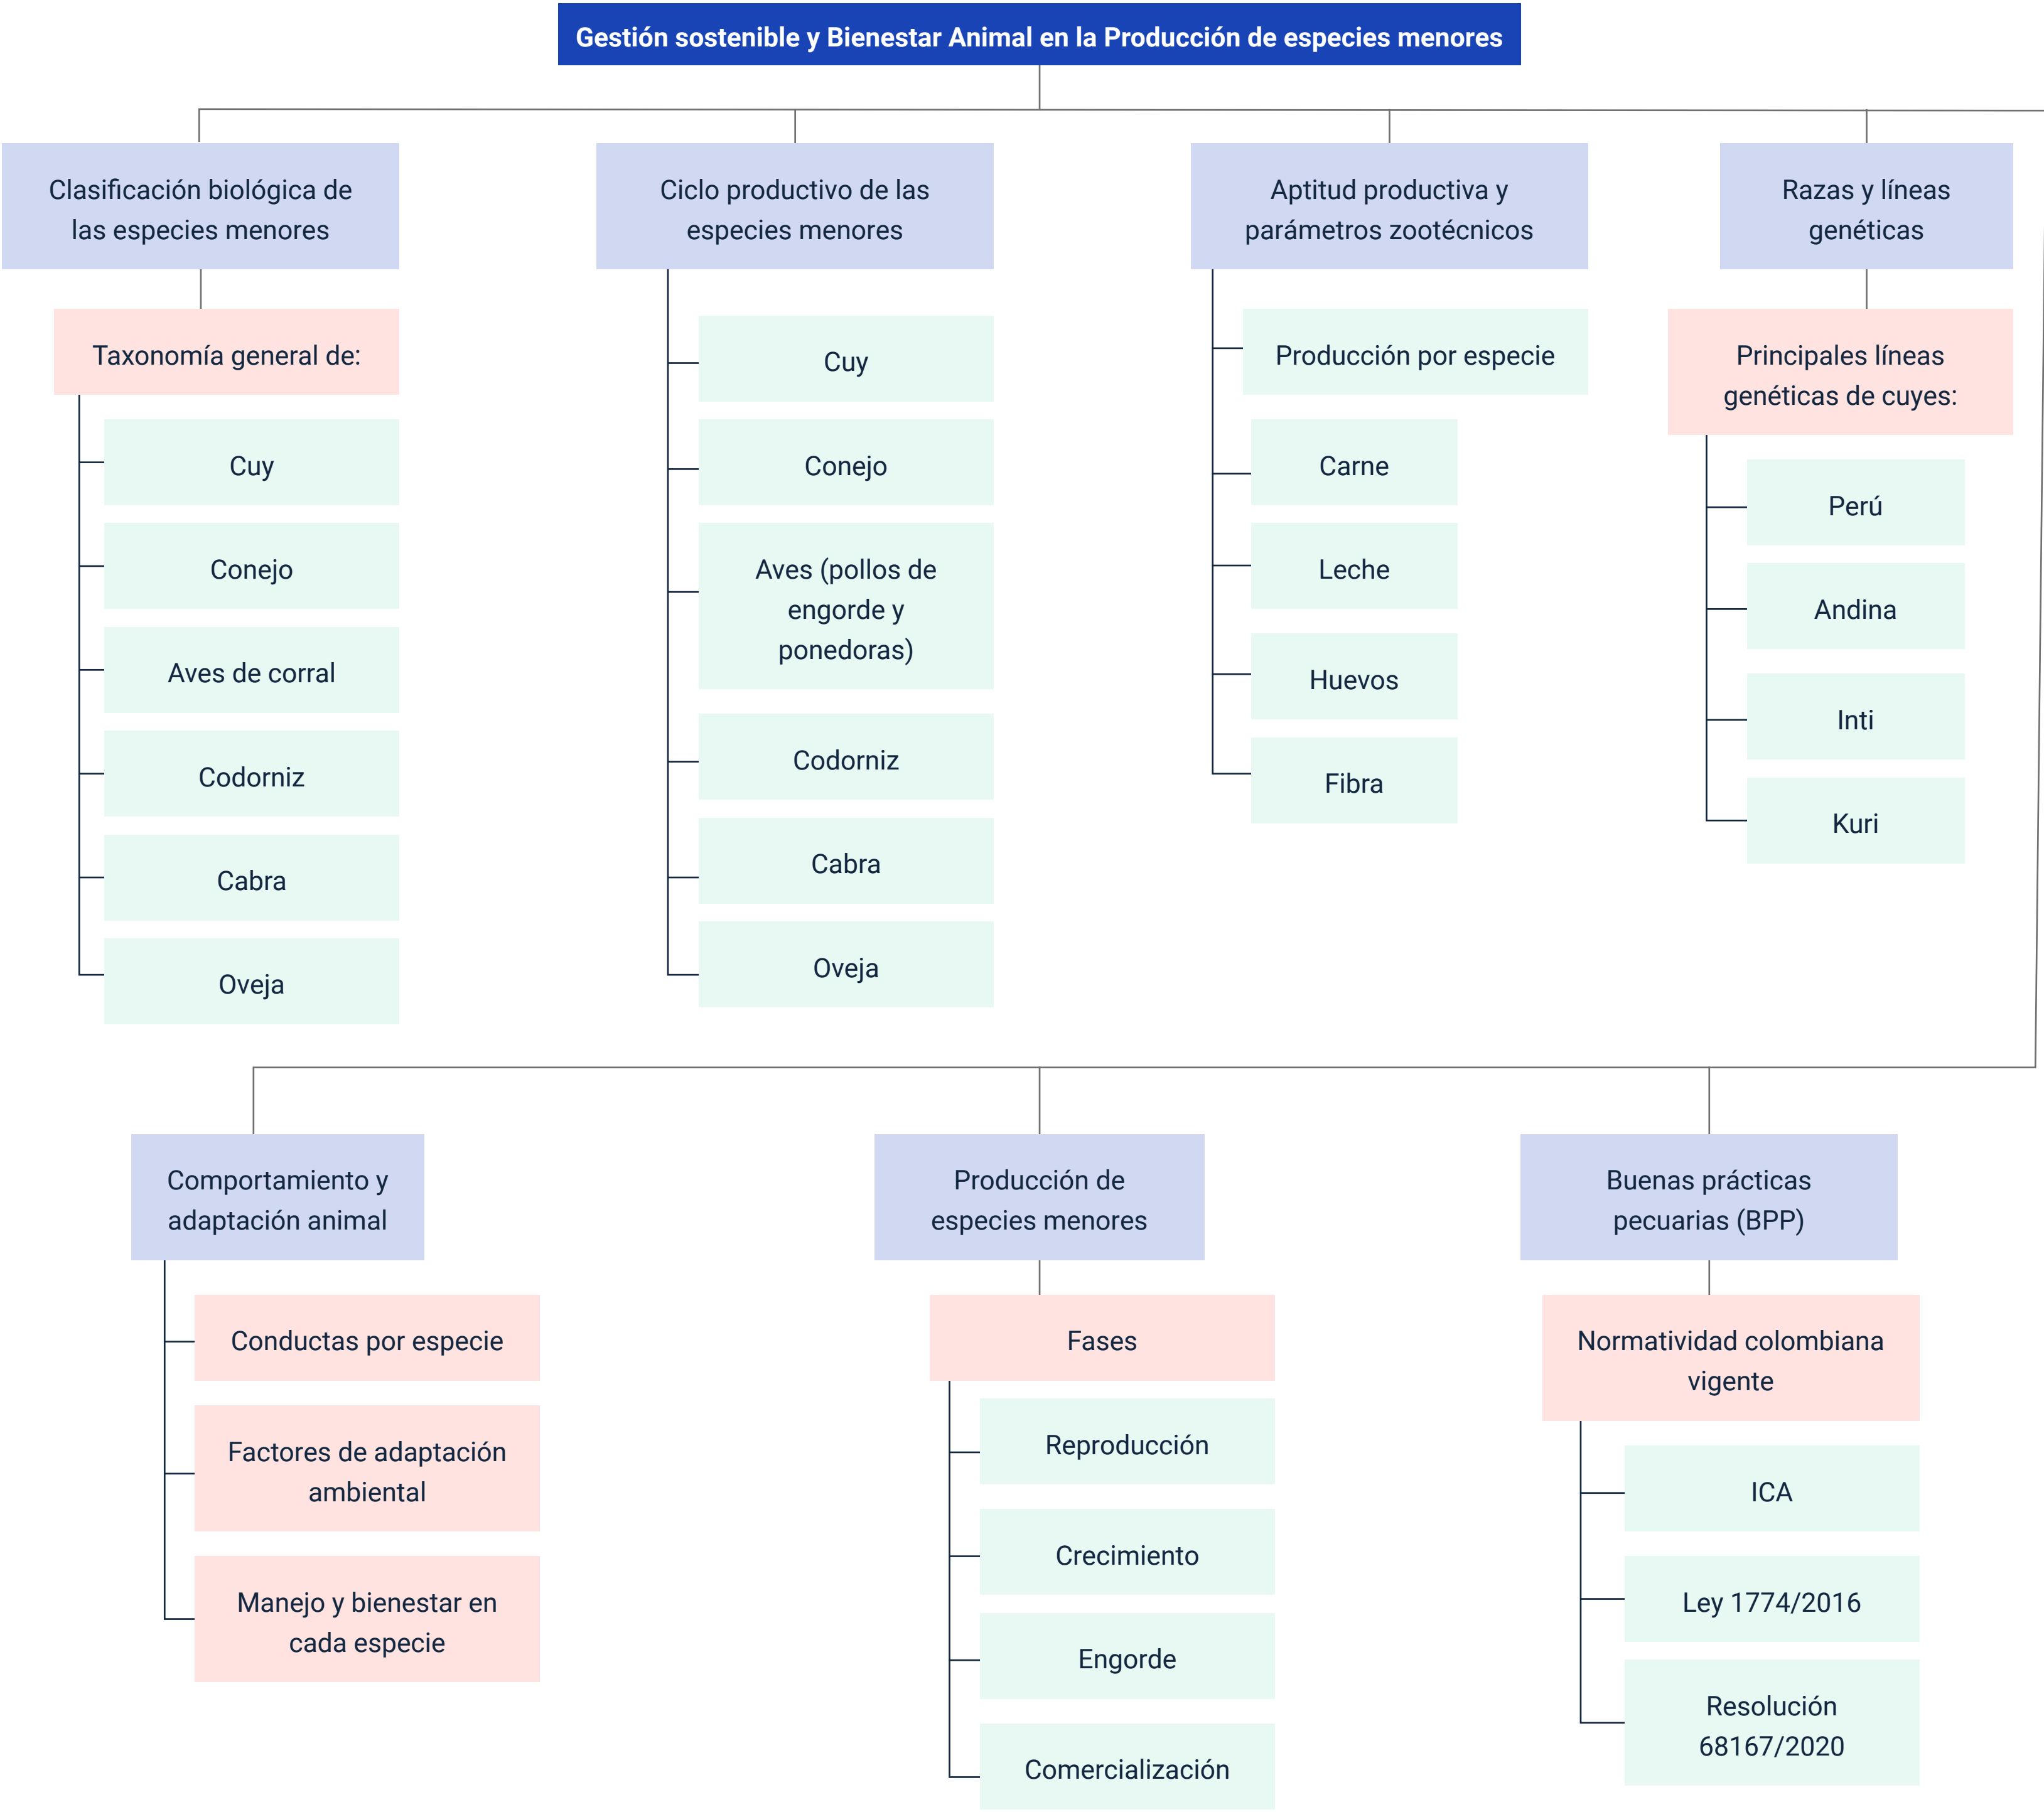 Gestión sostenible y Bienestar Animal en la Producción de especies menores
Clasificación biológica de
las especies menores
Taxonomía general de:
Cuy
Conejo
Aves de corral
Codorniz
Cabra
Oveja
Ciclo productivo de las
especies menores
Cuy
Conejo
Aves (pollos de
engorde y
ponedoras)
Codorniz
Cabra
Oveja
Aptitud productiva y
parámetros zootécnicos
Producción por especie
Carne
Leche
Huevos
Fibra
Razas y líneas
genéticas
Principales líneas
genéticas de cuyes:
Perú
Andina
Inti
Kuri
Comportamiento y
adaptación animal
Conductas por especie
Factores de adaptación
ambiental
Manejo y bienestar en
cada especie
Producción de
especies menores
Fases
Reproducción
Crecimiento
Engorde
Comercialización
Buenas prácticas
pecuarias (BPP)
Normatividad colombiana
vigente
ICA
Ley 1774/2016
Resolución
68167/2020